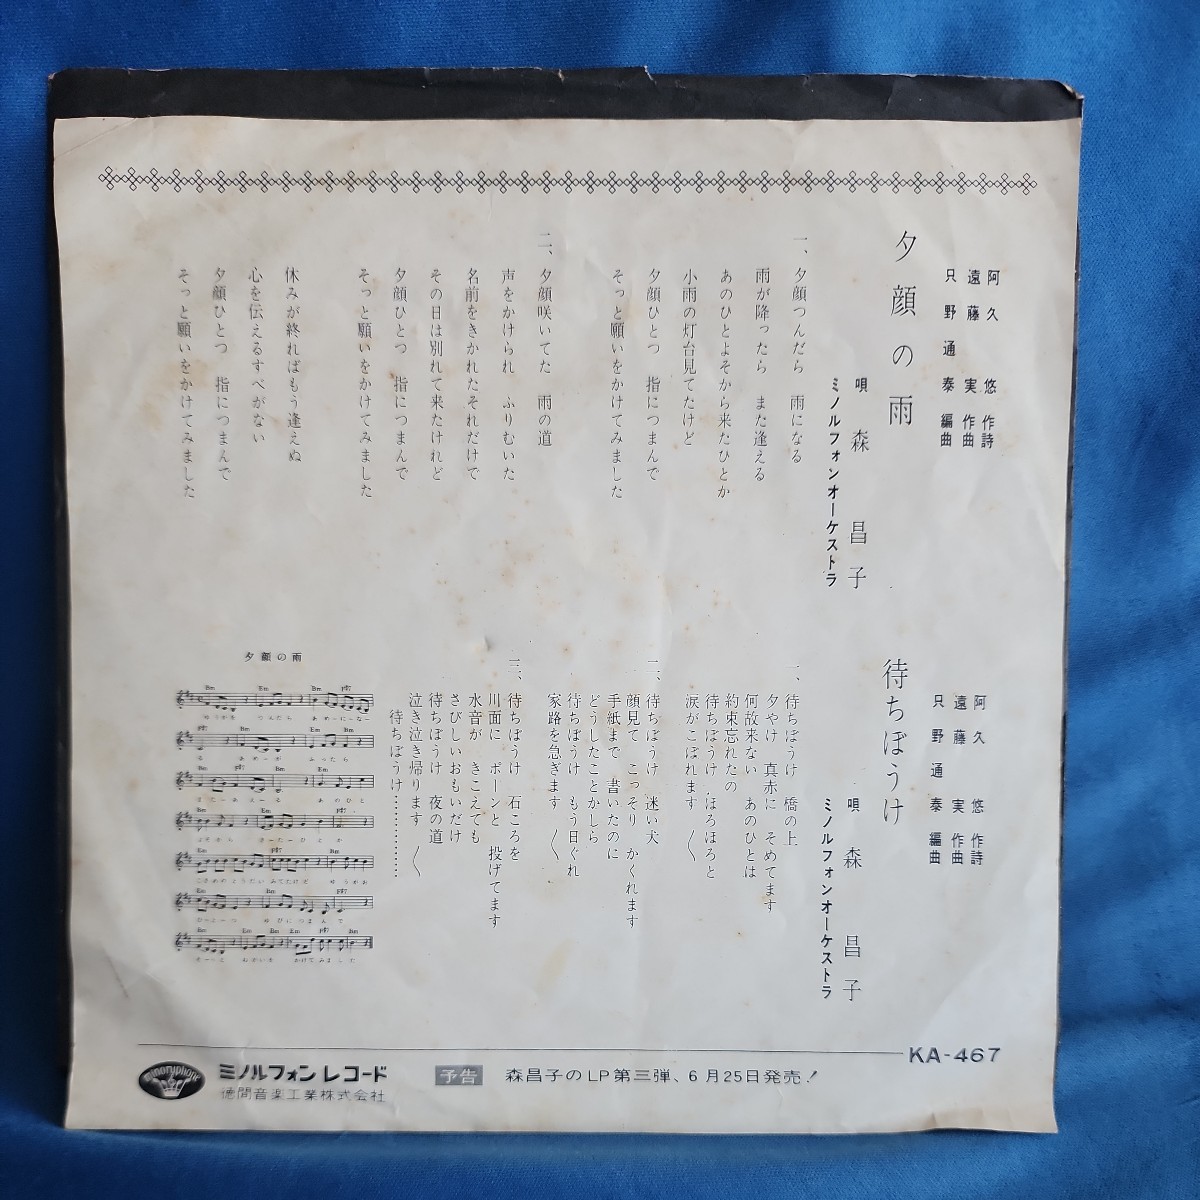 阿久悠 作詩
遠藤実 作曲
只野通泰 編曲
夕顔の雨
唄 森昌子
ミノルフォンオーケストラ
一、夕顔つんだら 雨になる
雨が降ったら また逢える
あのひとよそから来たひとか
小雨の灯台見てたけど
夕顔ひとつ 指につまんで
そっと願いをかけてみました
二、夕顔咲いてた 雨の道
声をかけられ ふりむいた
名前をきかれたそれだけで
その日は別れて来たけれど
夕顔ひとつ 指につまんで
そっと願いをかけてみました
休みが終ればもう逢えぬ
心を伝えるすべがない
夕顔ひとつ 指につまんで
そっと願いをかけてみました
阿久悠 作詩
遠藤実 作曲
只野通泰 編曲
待ちぼうけ
唄 森昌子
ミノルフォンオーケストラ
一、待ちぼうけ 橋の上
夕やけ 真赤に そめてます
何故来ない あのひとは
約束忘れたの
待ちぼうけ ほろほろと
涙がこぼれます
二、待ちぼうけ 迷い犬
顔見て こっそり かくれます
手紙まで 書いたのに
どうしたことかしら
待ちぼうけ もう日ぐれ
家路を急ぎます 〱
三、待ちぼうけ 石ころを
川面に ポーンと 投げてます
水音が きこえても
さびしいおもいだけ
待ちぼうけ 夜の道
泣き泣き帰ります 〱
待ちぼうけ…………
夕顔の雨
KA-467
minoryphone
ミノルフォンレコード
徳間音楽工業株式会社
予告 森昌子のLP第三弾、6月25日発売!